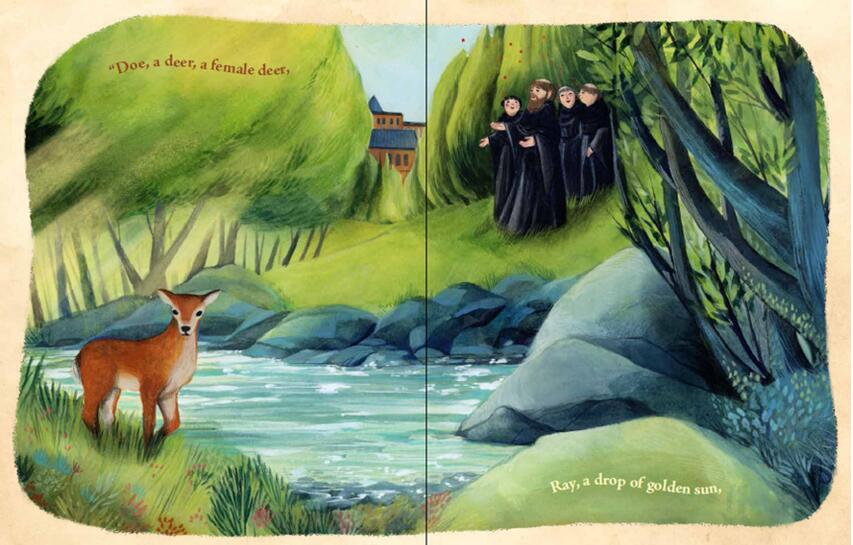 “Doe, a deer, a female deer,
Ray, a drop of golden sun,